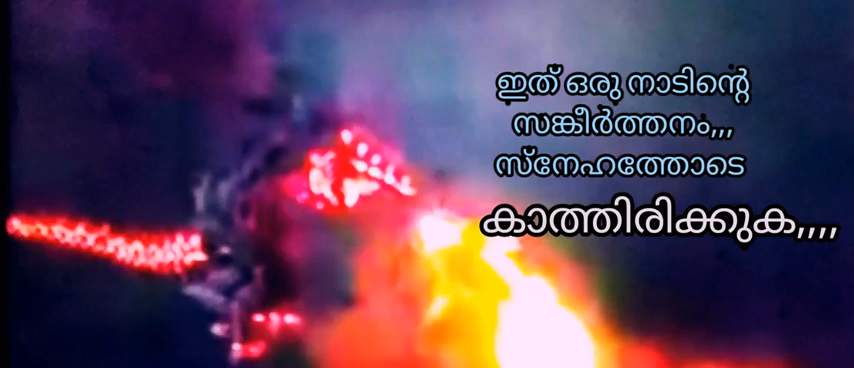 ഇത് ഒരു നാടിന്റെ
സങ്കീർത്തനം,,,
സ്നേഹത്തോടെ
കാത്തിരിക്കുക,,,,